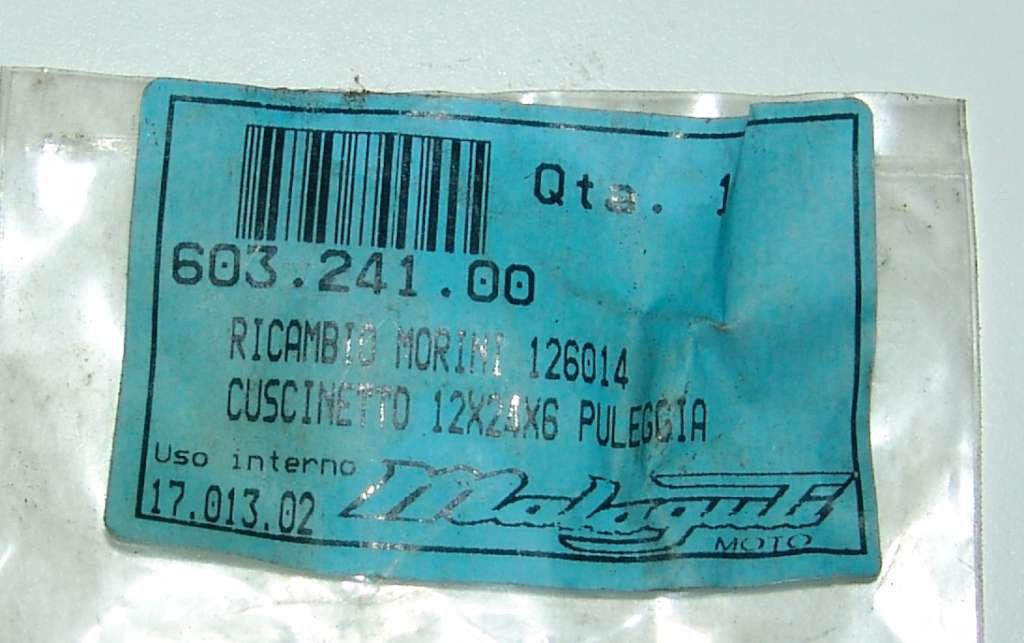 Qta. 1
603.241.00
RICAMBIO MORINI 126014
CUSCINETTO 12X24X6 PULEGGIA
Uso interno
17.013.02
Malaguti
MOTO